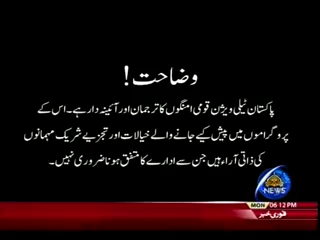 وضاحت !
پاکستان ٹیلی ویژن قومی امنگوں کا ترجمان اور آئینہ دار ہے۔ اس کے
پروگراموں میں پیش کیے جانے والے خیالات اور تجزیے شریک مہمانوں
کی ذاتی آراء ہیں جن سے ادارے کا متفق ہونا ضروری نہیں۔
NEWS
MON 06:12 PM
فوری خبر